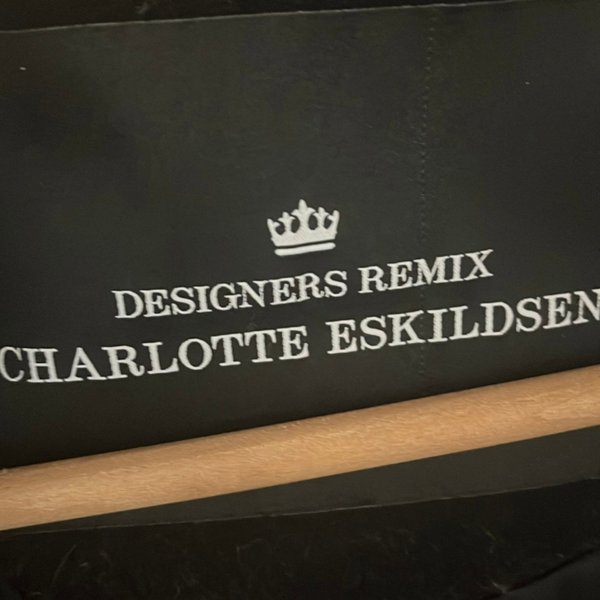 DESIGNERS REMIX
CHARLOTTE ESKILDSEN